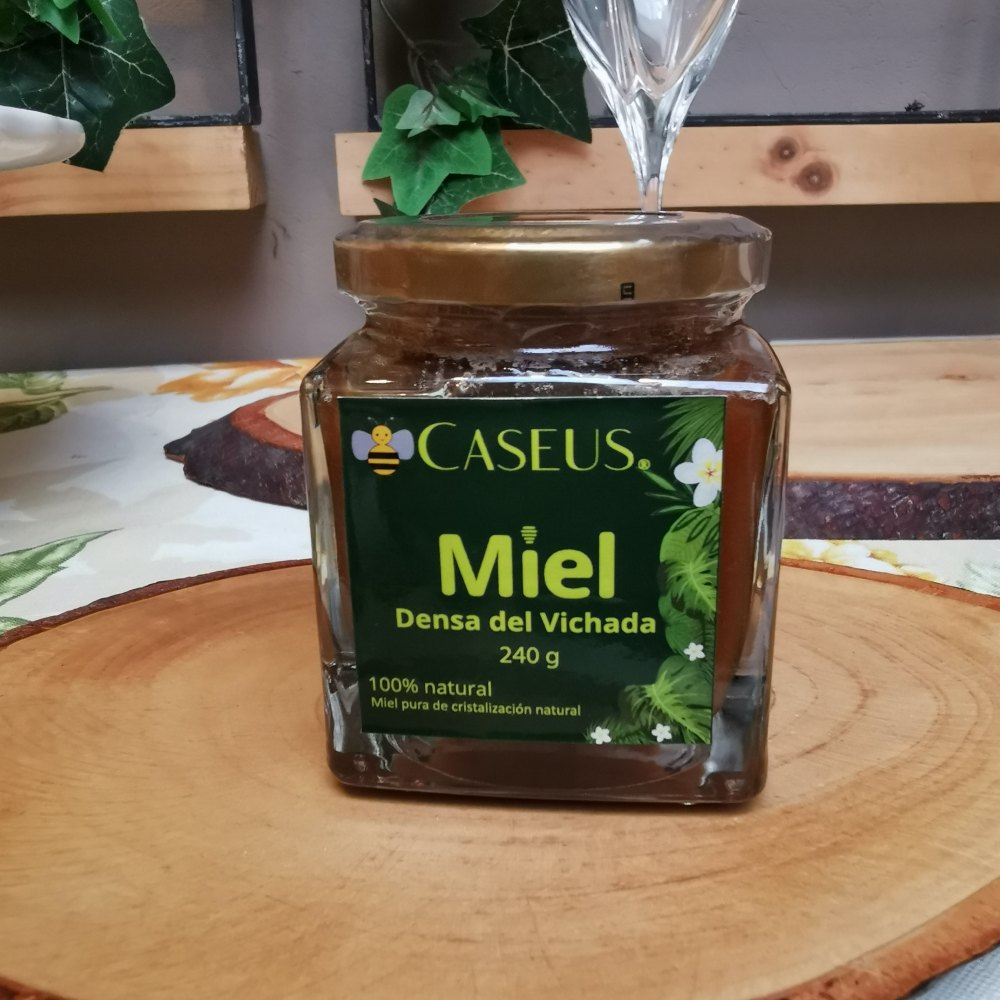 CASEUS®
Miel
Densa del Vichada
240 g
100% natural
Miel pura de cristalización natural